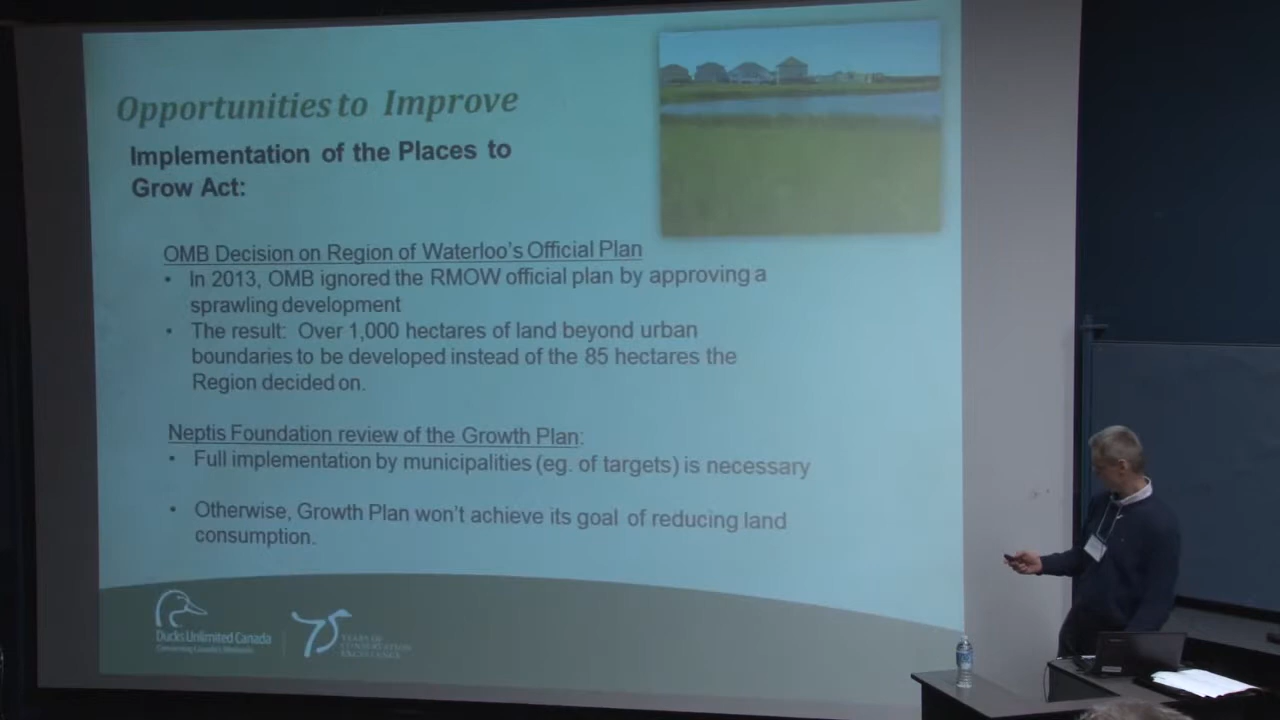 Opportunities to Improve
Implementation of the Places to
Grow Act:
OMB Decision on Region of Waterloo's Official Plan
• In 2013, OMB ignored the RMOW official plan by approving a
sprawling development
• The result: Over 1,000 hectares of land beyond urban
boundaries to be developed instead of the 85 hectares the
Region decided on.
Neptis Foundation review of the Growth Plan:
• Full implementation by municipalities (eg. of targets) is necessary
• Otherwise, Growth Plan won't achieve its goal of reducing land
consumption.
Ducks Unlimited Canada
Conserving Canada's Wetlands
75
YEARS OF
CONSERVATION
EXCELLENCE